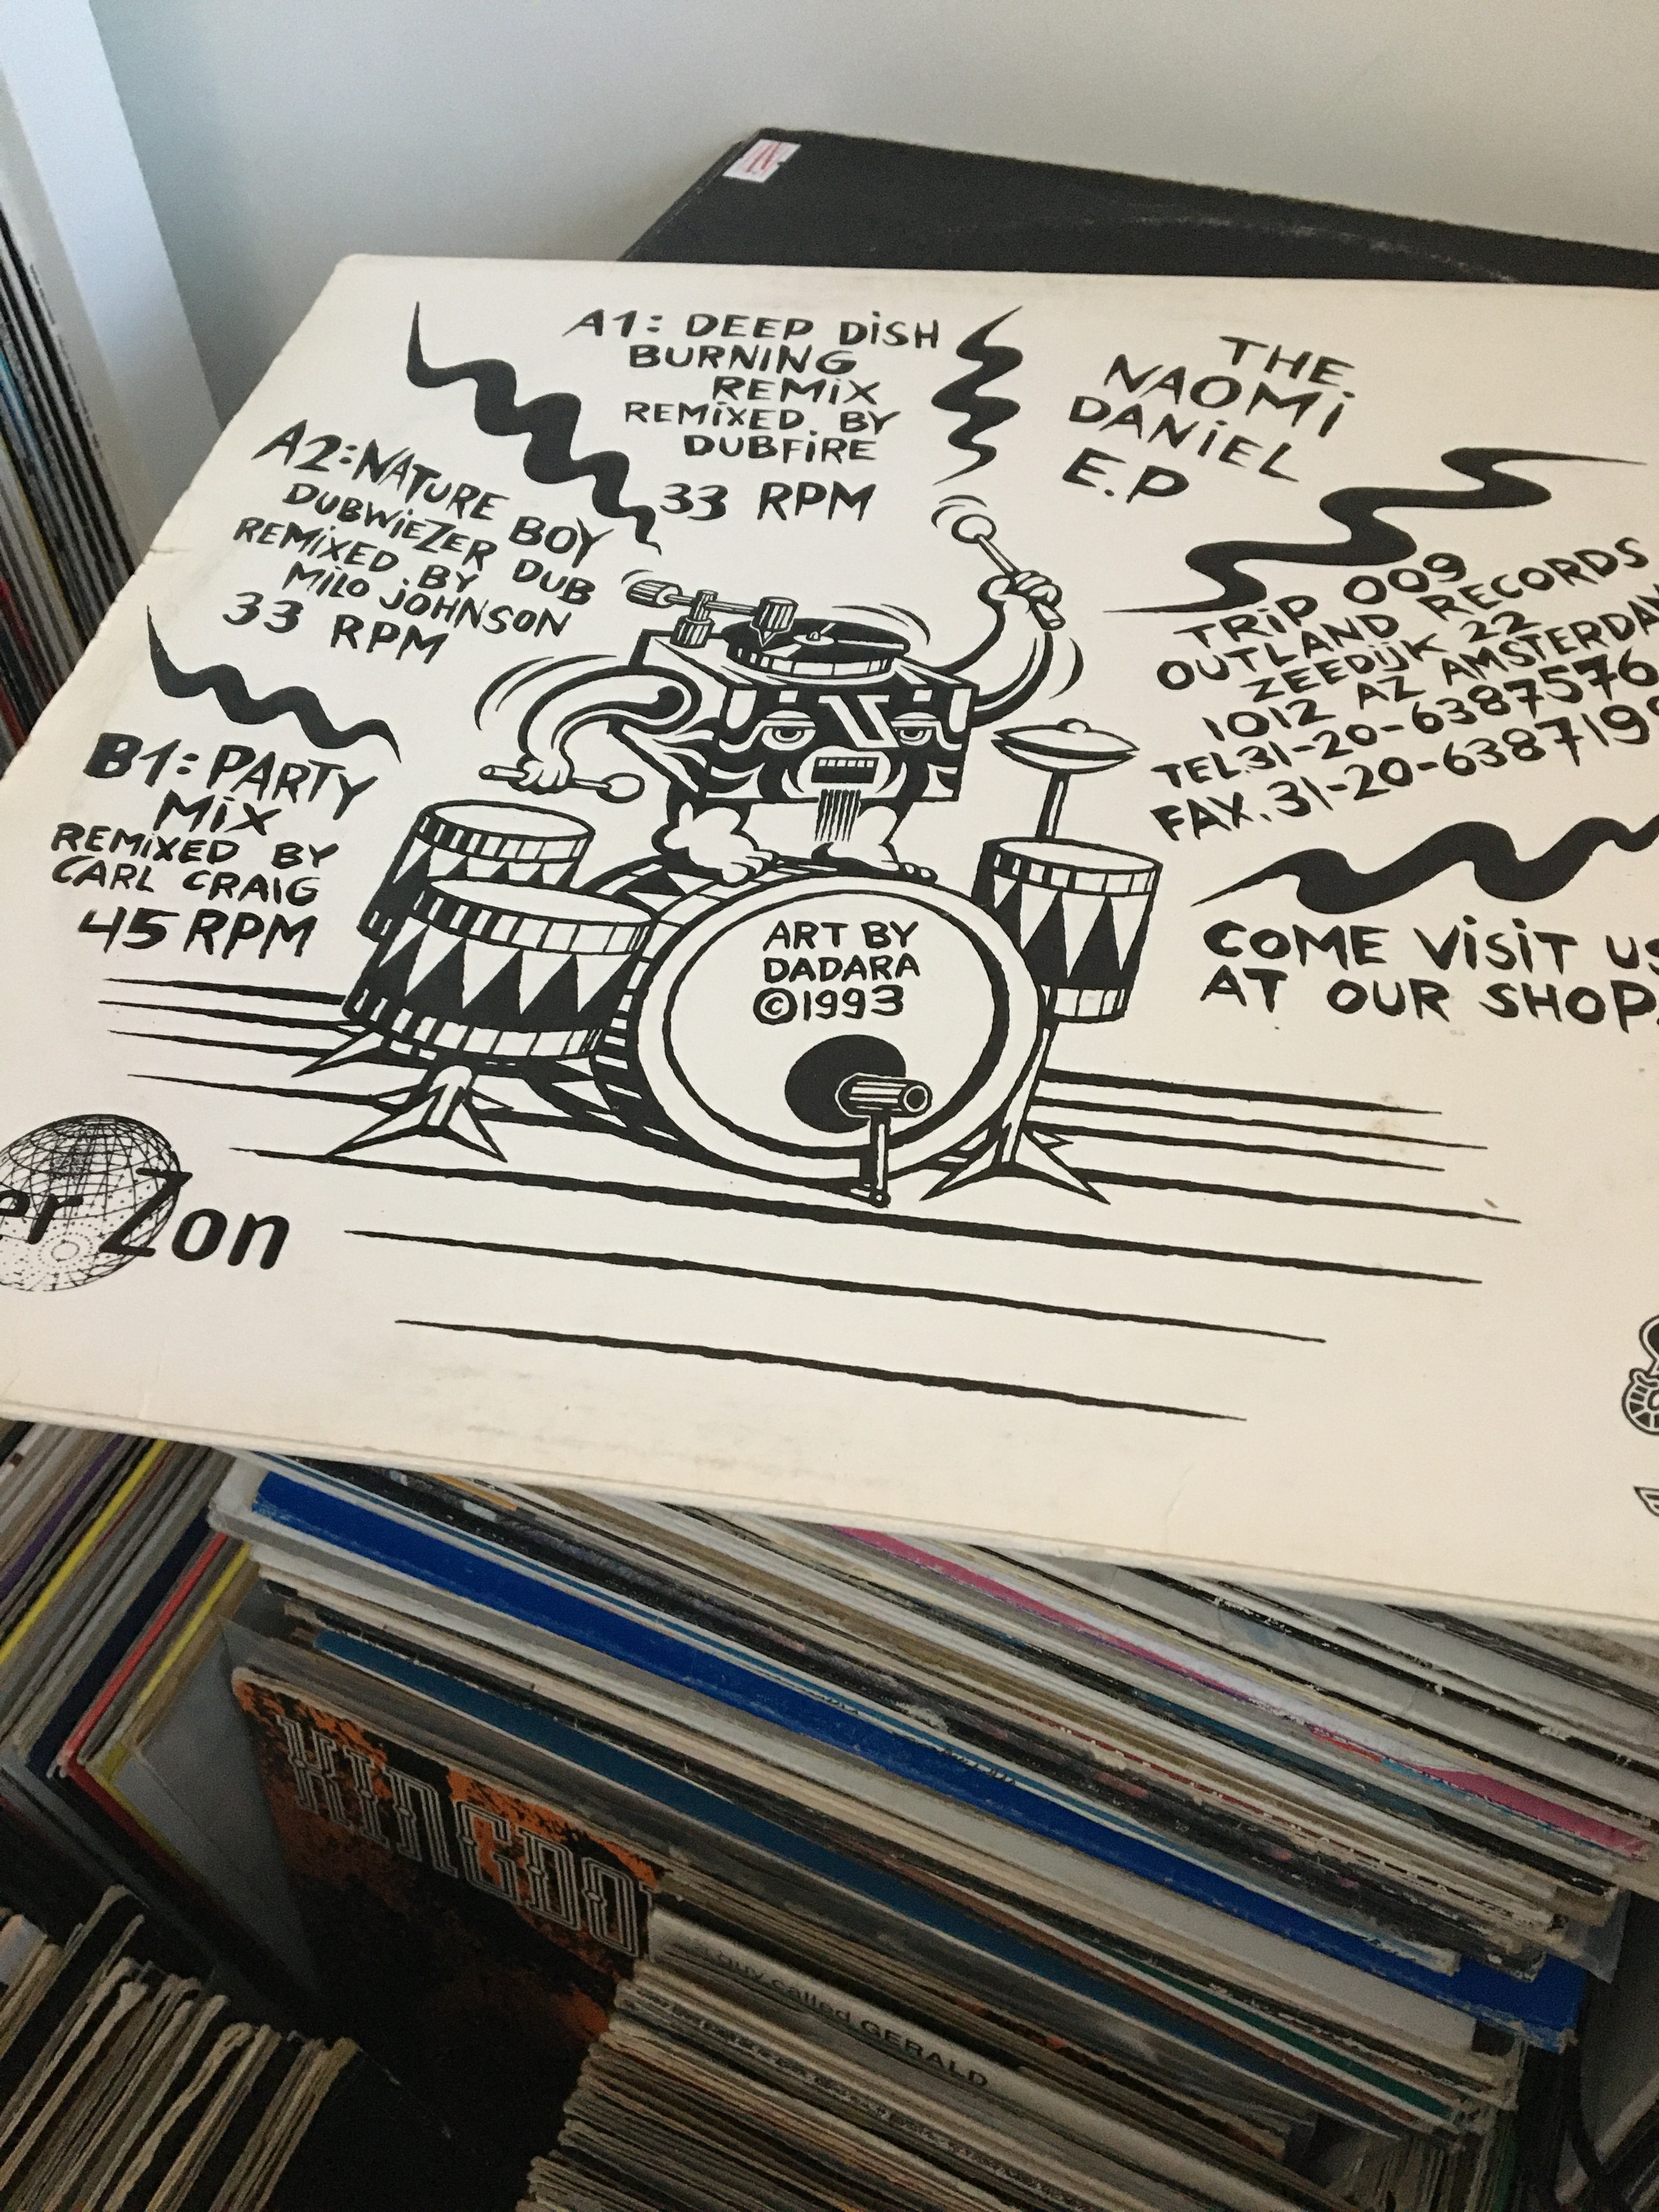 A1: DEEP DiSH
BURNING
REMiX
REMiXED. BY
DUBFiRE
33 RPM
THE
NAOMi
DANiEL
E.P
A2:NATURE BOY
DUBWiEZER DUB
REMiXED BY
MiLO jOHNSON
33 RPM
B1: PARTY
MiX
REMiXED BY
CARL CRAIG
45 RPM
TRiP 009
OUTLAND RECORDS
ZEEDijK 22
1012 AZ AMSTERDA
TEL.31-20-6387576
FAX.31-20-638719
COME ViSiT US
AT OUR SHOP.
ART BY
DADARA
©1993
er Zon
KINGDO
A guy called GERALD